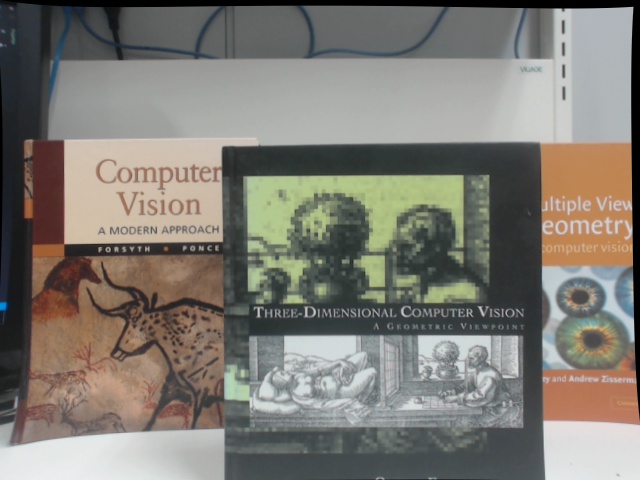 Computer
Vision
A MODERN APPROACH
FORSYTH PONCE
THREE-DIMENSIONAL COMPUTER VISION
A GEOMETRIC VIEWPOINT
ultiple View
eometry
computer vision
ey and Andrew Zisserm